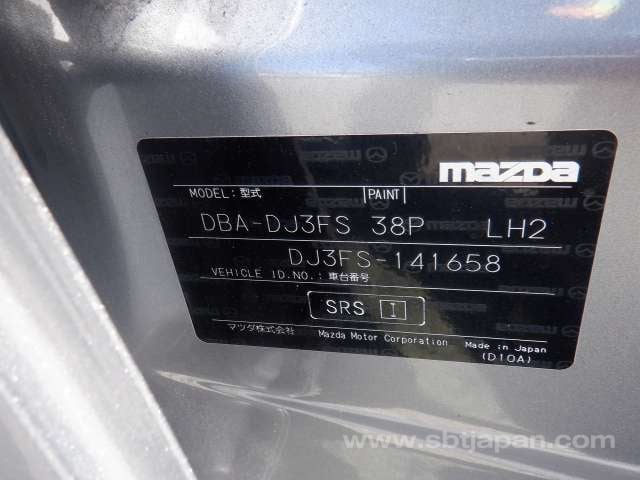 mazda
MODEL:型式 PAINT
DBA-DJ3FS 38P LH2
DJ3FS-141658
VEHICLE ID.NO.:車台番号
SRS I
マツダ株式会社 Mazda Motor Corporation Made in Japan
(D10A)
www.sbtjapan.com